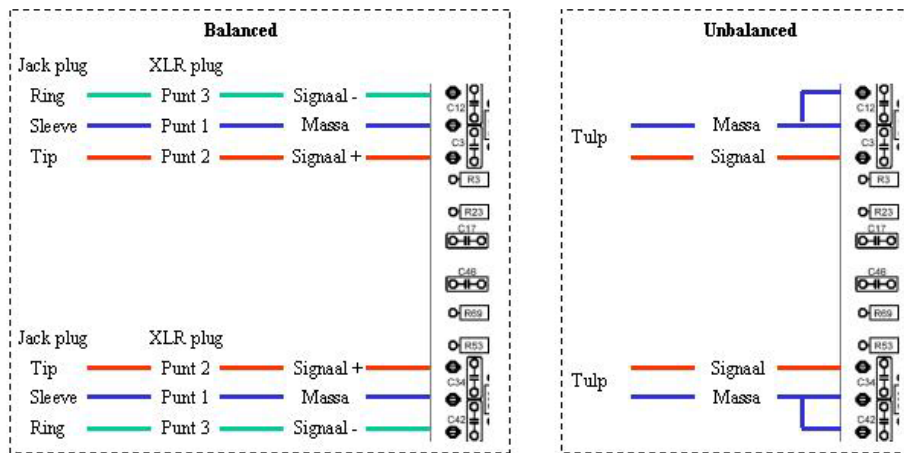 Balanced
Jack plug XLR plug
Ring Punt 3 Signaal -
C12
Sleeve Punt 1 Massa
C3
Tip Punt 2 Signaal +
R3
R23
C17
C46
R69
Jack plug XLR plug
R53
Tip Punt 2 Signaal +
C34
Sleeve Punt 1 Massa
C42
Ring Punt 3 Signaal -
Unbalanced
C12
Tulp Massa
C3
Signaal
R3
R23
C17
C46
R69
R53
Tulp Signaal
C34
Massa
C42